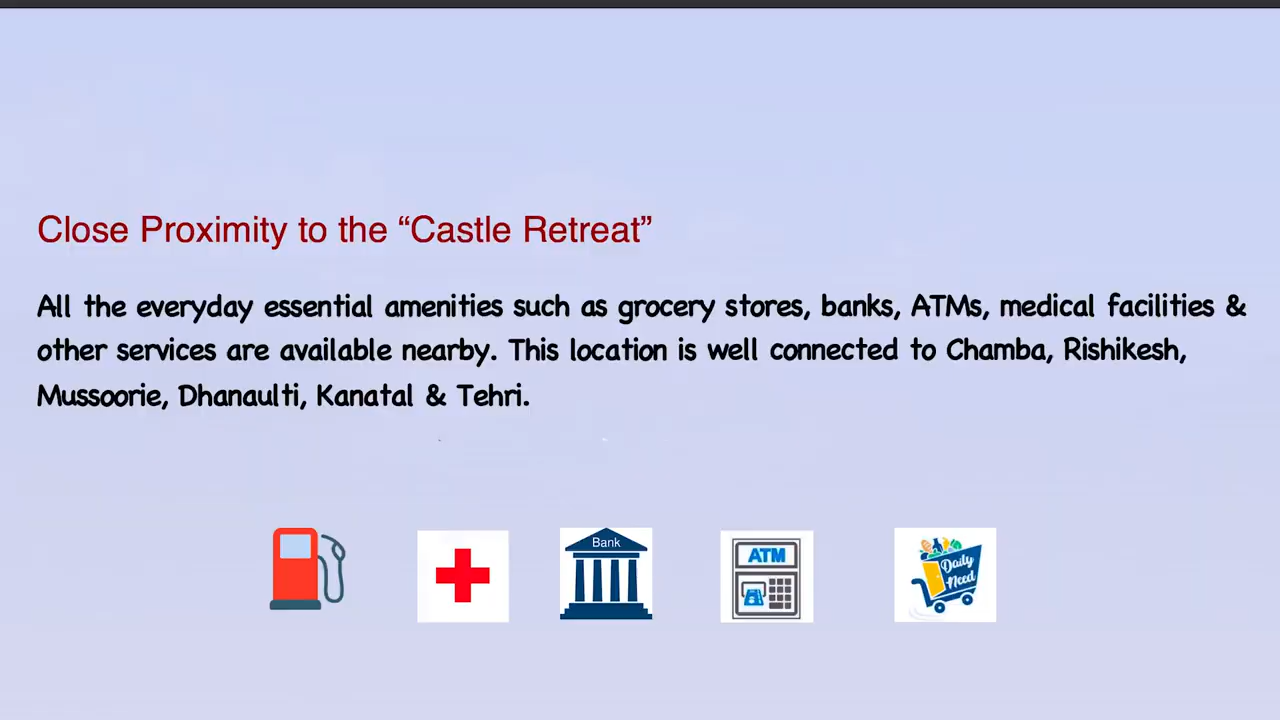 Close Proximity to the “Castle Retreat”
All the everyday essential amenities such as grocery stores, banks, ATMs, medical facilities &
other services are available nearby. This location is well connected to Chamba, Rishikesh,
Mussoorie, Dhanaulti, Kanatal & Tehri.
Bank
ATM
Daily
Need